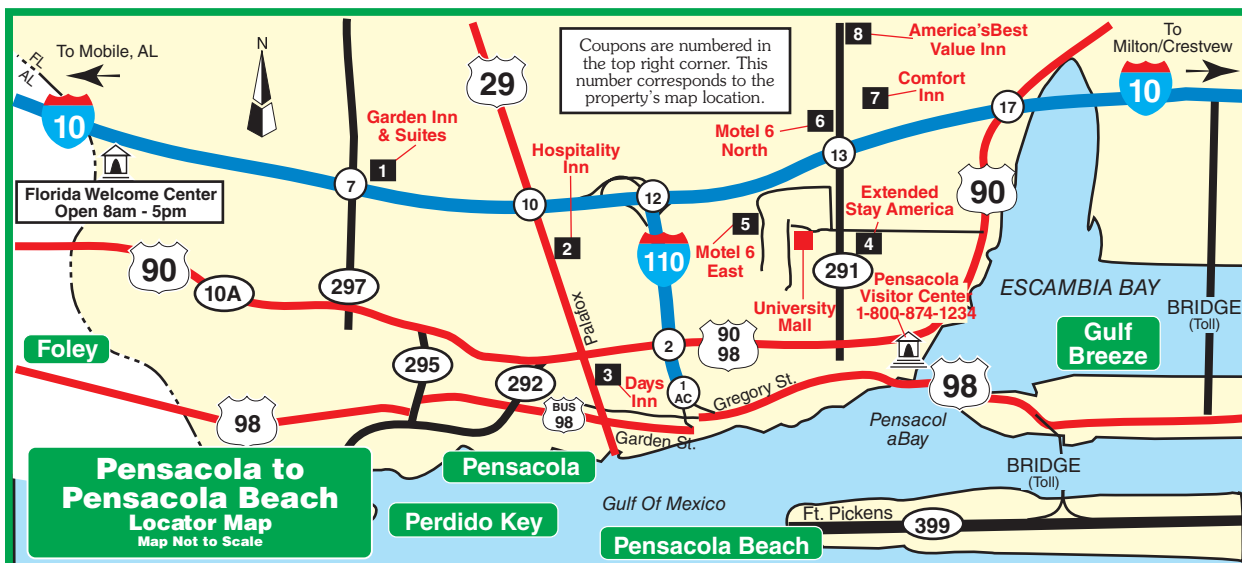 FL
AL
To Mobile, AL
N
29
Coupons are numbered in
the top right corner. This
number corresponds to the
property's map location.
8
America'sBest
Value Inn
To
Milton/Crestvew
10
10
7
Comfort
Inn
17
Garden Inn
& Suites
1
Motel 6
North
6
13
Hospitality
Inn
7
10
12
Florida Welcome Center
Open 8am - 5pm
90
Extended
Stay America
2
5
4
Motel 6
East
110
291
90
10A
297
Palafox
University
Mall
Pensacola
Visitor Center
1-800-874-1234
ESCAMBIA BAY
BRIDGE
(Toll)
Gulf
Breeze
Foley
295
2
90
98
292
3
Days
Inn
1
AC
Gregory St.
98
98
BUS
98
Garden St.
Pensacol
aBay
Pensacola to
Pensacola Beach
Locator Map
Map Not to Scale
Pensacola
BRIDGE
(Toll)
Perdido Key
Gulf Of Mexico
Ft. Pickens
399
Pensacola Beach